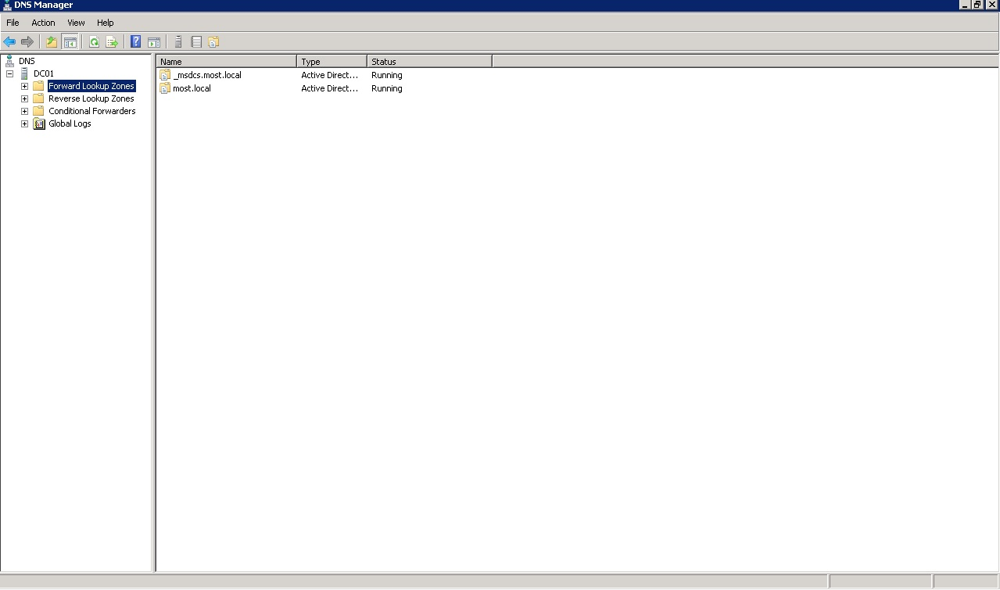 DNS Manager
File Action View Help
DNS
DC01
Forward Lookup Zones
Reverse Lookup Zones
Conditional Forwarders
Global Logs
Name Type Status
_msdcs.most.local Active Direct... Running
most.local Active Direct... Running